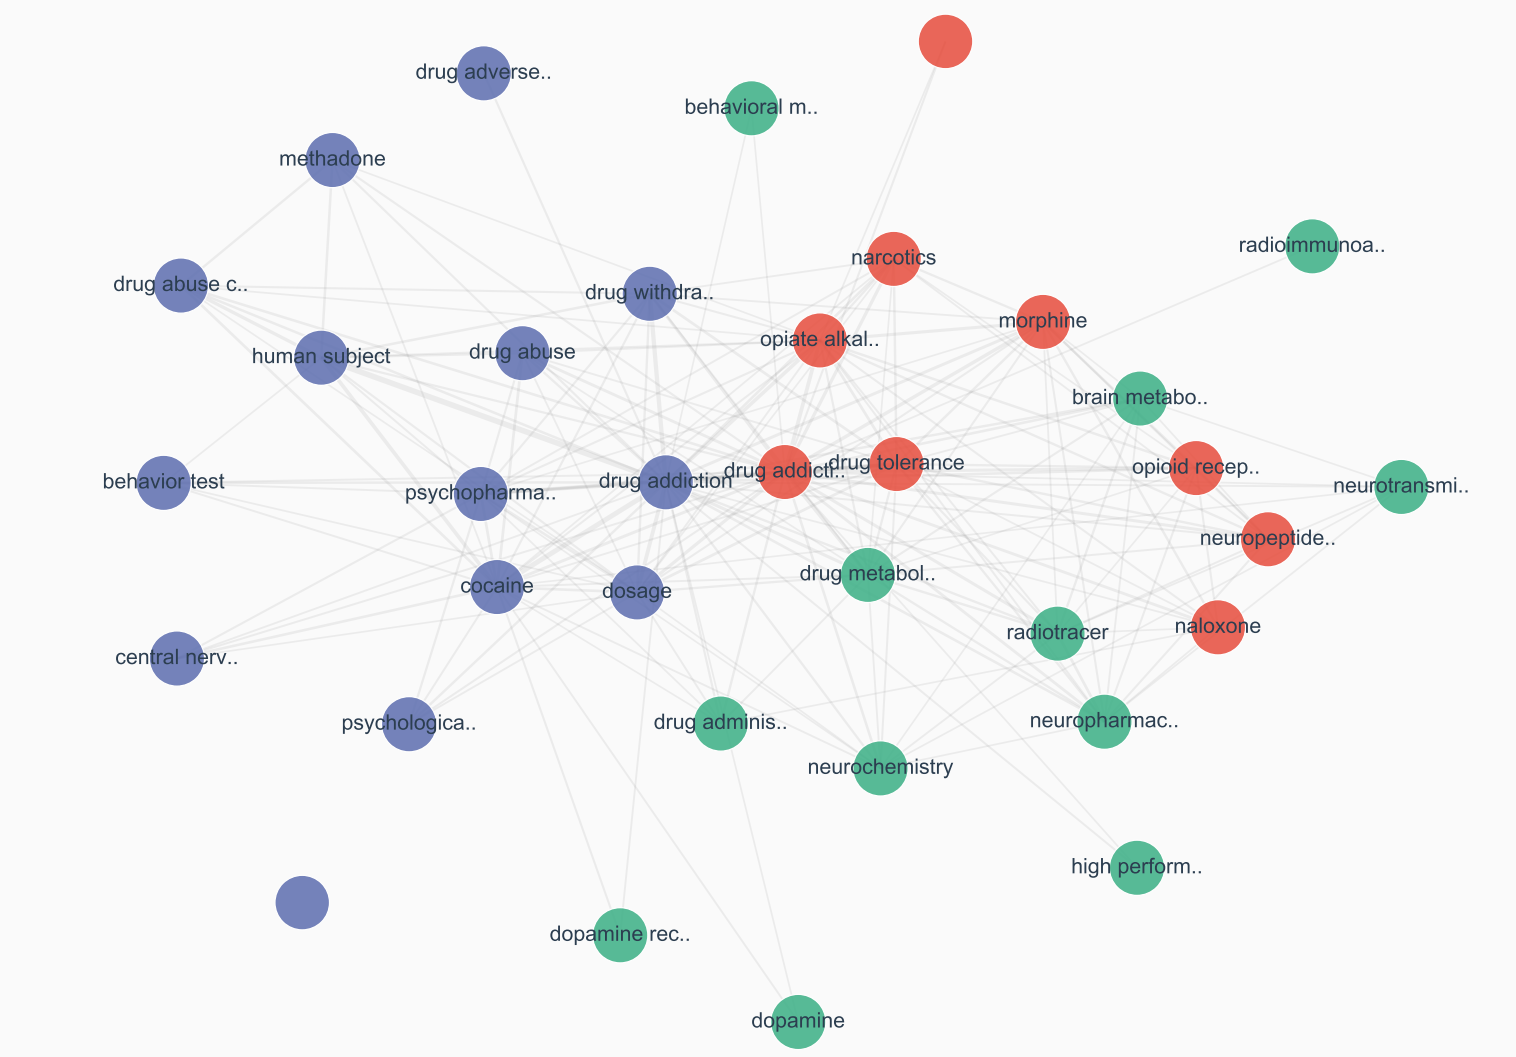 drug adverse..
behavioral m..
methadone
radioimmunoa..
narcotics
drug abuse c..
drug withdra..
morphine
opiate alkal..
human subject
drug abuse
brain metabo..
drug tolerance
opioid recep..
drug addicti..
behavior test
drug addiction
neurotransmi..
psychopharma..
neuropeptide..
drug metabol..
cocaine
dosage
naloxone
radiotracer
central nerv..
neuropharmac..
psychologica..
drug adminis..
neurochemistry
high perform..
dopamine rec..
dopamine